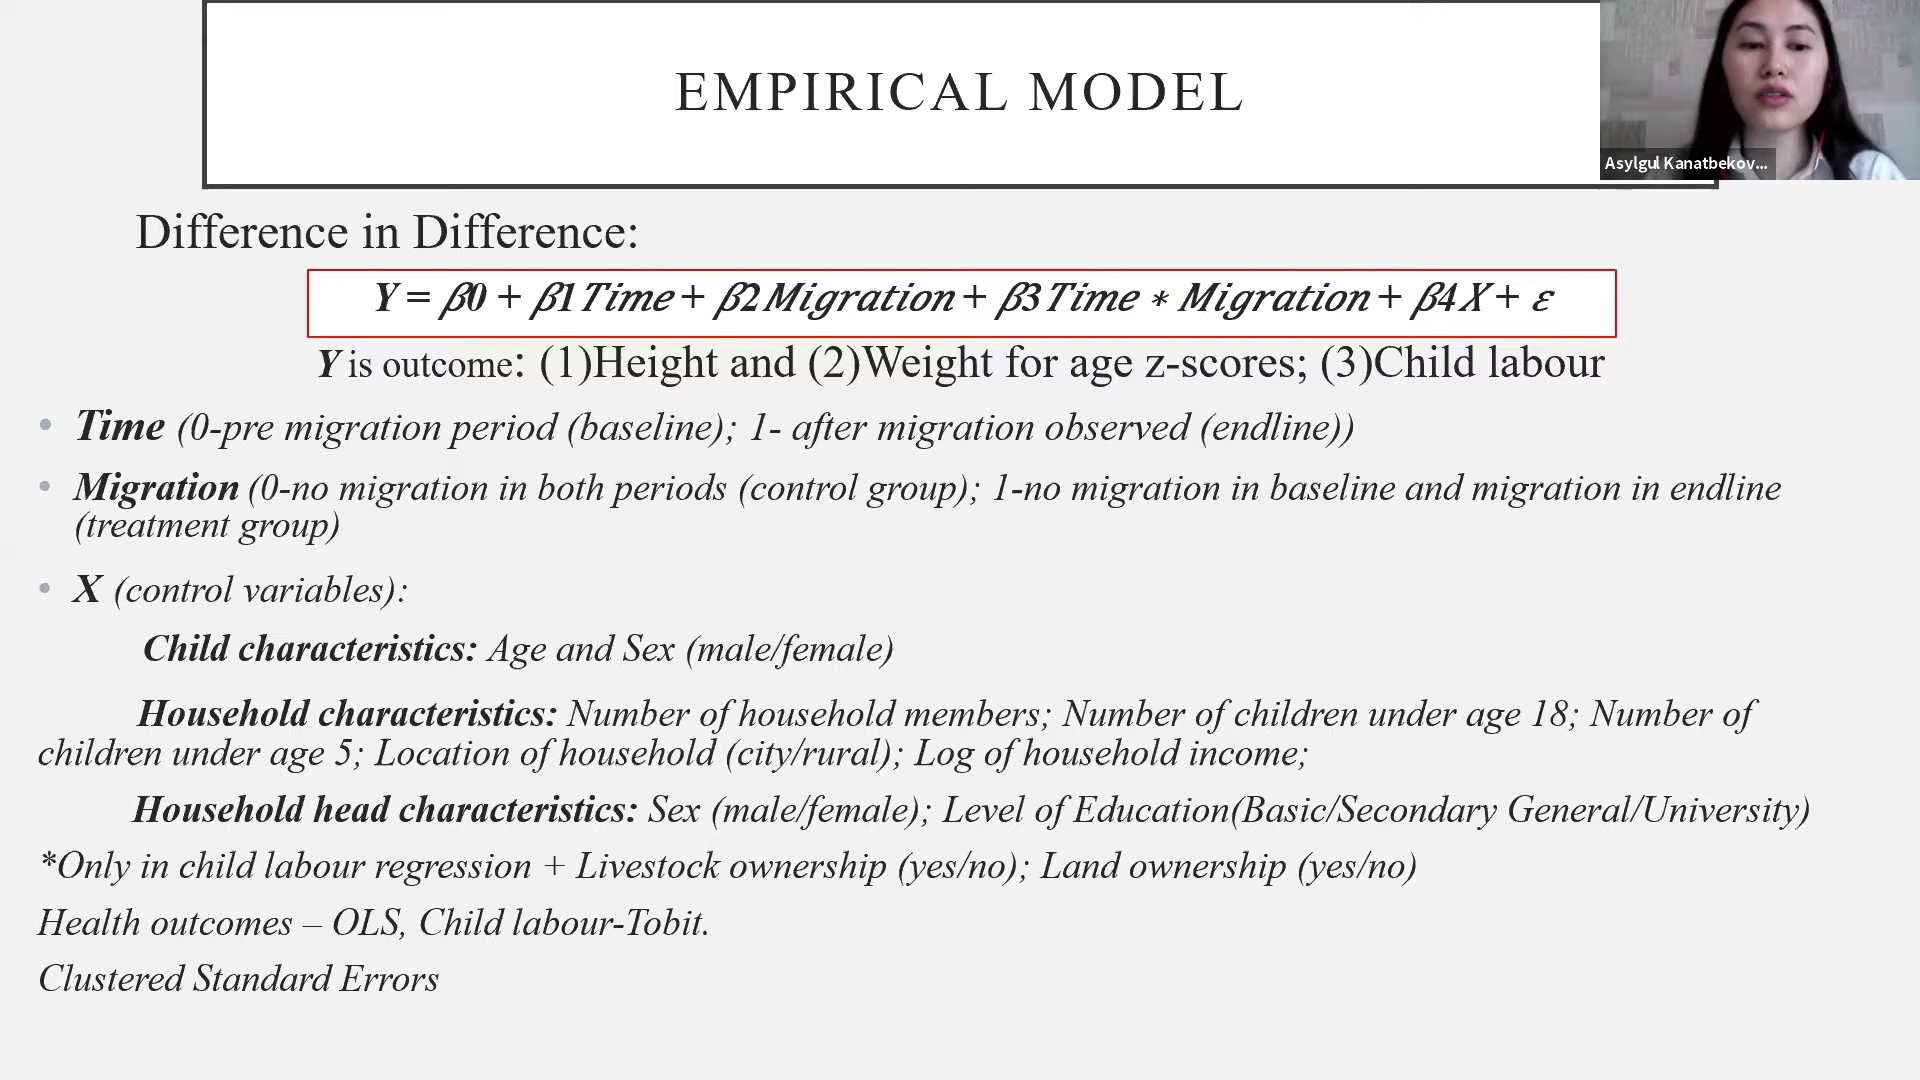 EMPIRICAL MODEL
Asylgul Kanatbekov...
Difference in Difference:
Y = β0 + β1Time + β2Migration + β3Time ∗ Migration + β4X + ε
Y is outcome: (1)Height and (2)Weight for age z-scores; (3)Child labour
• Time (0-pre migration period (baseline); 1- after migration observed (endline))
• Migration (0-no migration in both periods (control group); 1-no migration in baseline and migration in endline
(treatment group)
• X (control variables):
Child characteristics: Age and Sex (male/female)
Household characteristics: Number of household members; Number of children under age 18; Number of
children under age 5; Location of household (city/rural); Log of household income;
Household head characteristics: Sex (male/female); Level of Education(Basic/Secondary General/University)
*Only in child labour regression + Livestock ownership (yes/no); Land ownership (yes/no)
Health outcomes – OLS, Child labour-Tobit.
Clustered Standard Errors